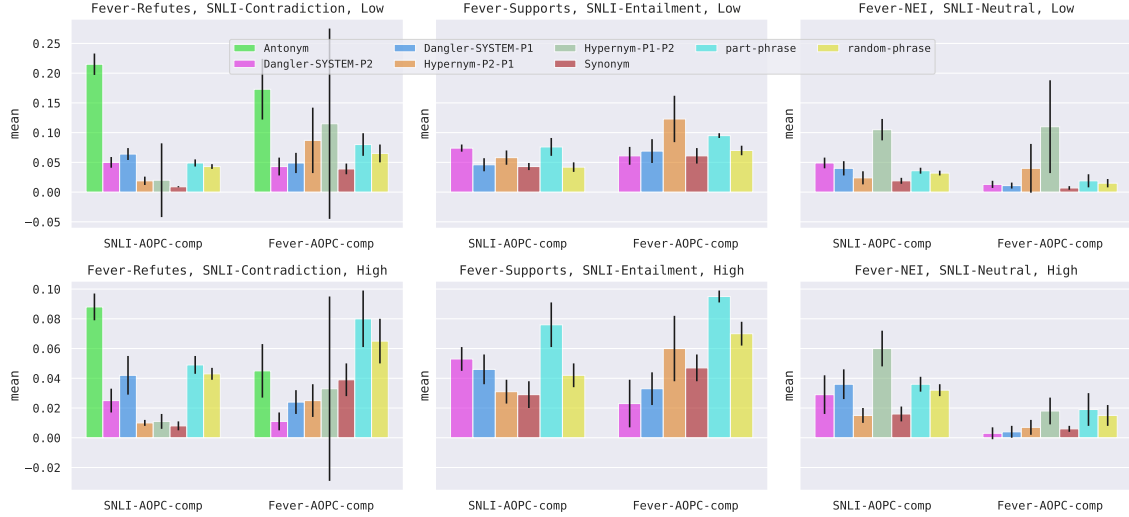 Fever-Refutes, SNLI-Contradiction, Low
Fever-Supports, SNLI-Entailment, Low
Fever-NEI, SNLI-Neutral, Low
Antonym
Dangler-SYSTEM-P2
Dangler-SYSTEM-P1
Hypernym-P2-P1
Hypernym-P1-P2
Synonym
part-phrase
random-phrase
mean
0.25
0.20
0.15
0.10
0.05
0.00
−0.05
SNLI-AOPC-comp
Fever-AOPC-comp
mean
SNLI-AOPC-comp
Fever-AOPC-comp
mean
SNLI-AOPC-comp
Fever-AOPC-comp
Fever-Refutes, SNLI-Contradiction, High
Fever-Supports, SNLI-Entailment, High
Fever-NEI, SNLI-Neutral, High
mean
0.10
0.08
0.06
0.04
0.02
0.00
−0.02
SNLI-AOPC-comp
Fever-AOPC-comp
mean
SNLI-AOPC-comp
Fever-AOPC-comp
mean
SNLI-AOPC-comp
Fever-AOPC-comp